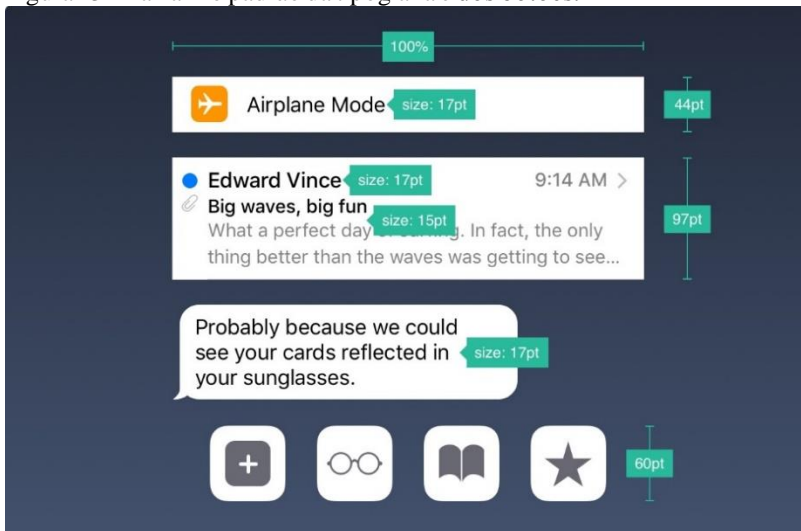 100%
Airplane Mode size: 17pt 44pt
Edward Vince size: 17pt 9:14 AM >
Big waves, big fun
size: 15pt 97pt
What a perfect day surfing. In fact, the only
thing better than the waves was getting to see...
Probably because we could
see your cards reflected in size: 17pt
your sunglasses.
60pt